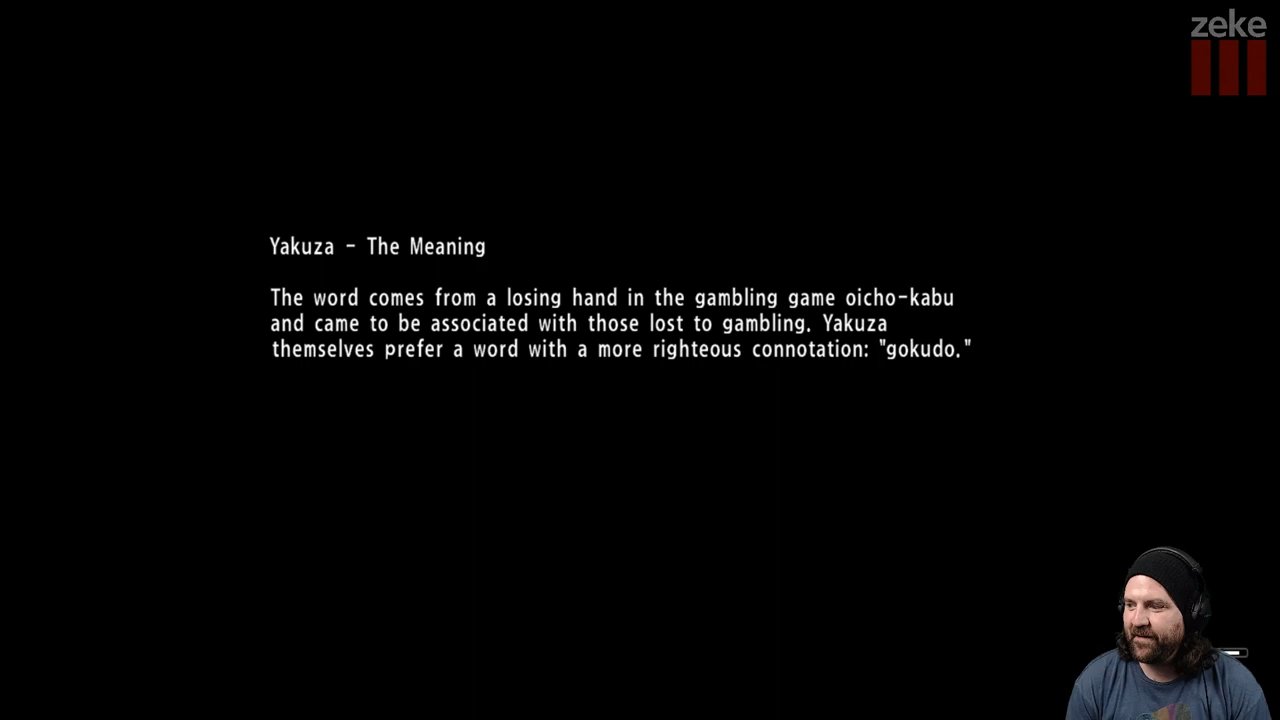 zeke
III
Yakuza - The Meaning
The word comes from a losing hand in the gambling game oicho-kabu
and came to be associated with those lost to gambling. Yakuza
themselves prefer a word with a more righteous connotation: "gokudo."